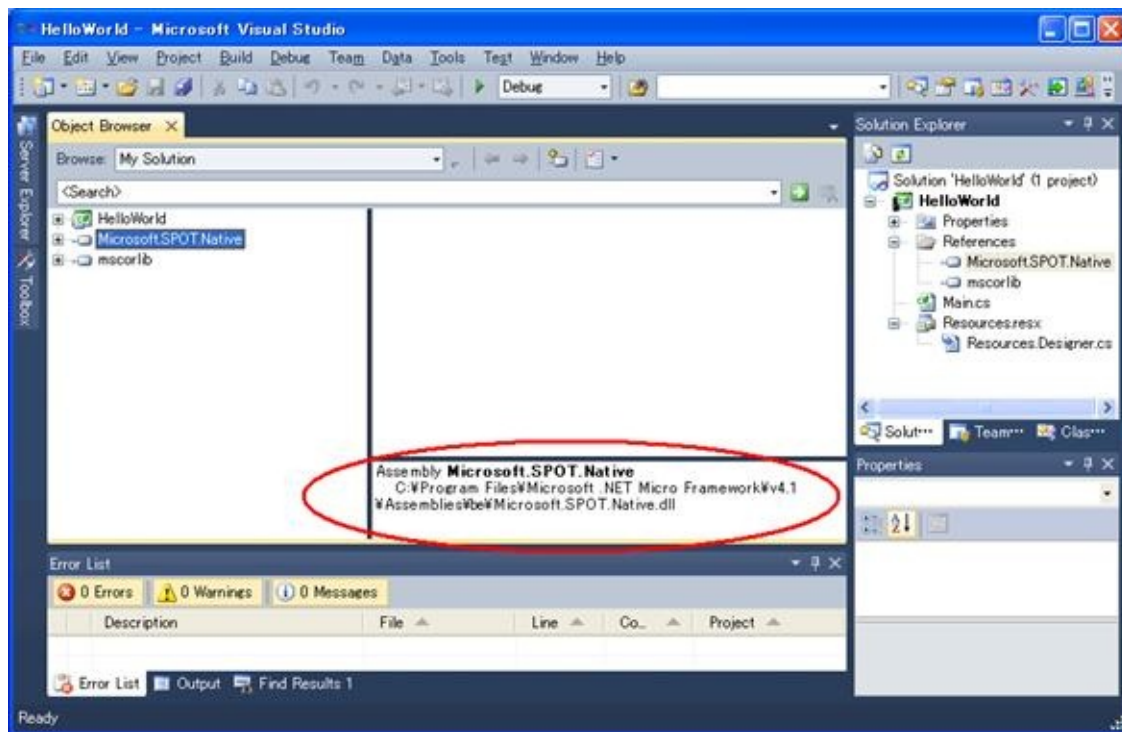 HelloWorld - Microsoft Visual Studio
File Edit View Project Build Debug Team Data Tools Test Window Help
Debug
Server Explorer
Toolbox
Object Browser
Browse: My Solution
<Search>
HelloWorld
Microsoft.SPOT.Native
mscorlib
Assembly Microsoft.SPOT.Native
C:¥Program Files¥Microsoft .NET Micro Framework¥v4.1
¥Assemblies¥be¥Microsoft.SPOT.Native.dll
Solution Explorer
Solution 'HelloWorld' (1 project)
HelloWorld
Properties
References
Microsoft.SPOT.Native
mscorlib
Main.cs
Resources.resx
Resources.Designer.cs
Solut… Team… Clas…
Properties
Error List
0 Errors 0 Warnings 0 Messages
Description File Line Co... Project
Error List Output Find Results 1
Ready